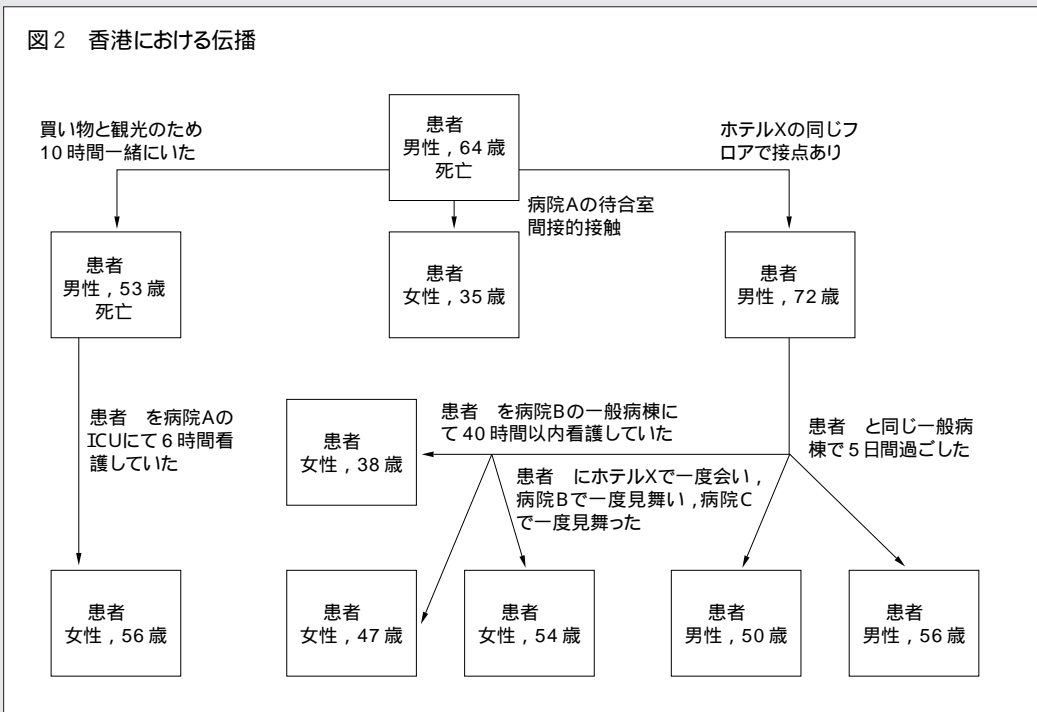 図2 香港における伝播
買い物と観光のため
10時間一緒にいた
患者
男性，64歳
死亡
ホテルXの同じフ
ロアで接点あり
病院Aの待合室
間接的接触
患者
男性，53歳
死亡
患者
女性，35歳
患者
男性，72歳
患者 を病院Aの
ICUにて6時間看
護していた
患者
女性，38歳
患者 を病院Bの一般病棟に
て40時間以内看護していた
患者 にホテルXで一度会い，
病院Bで一度見舞い，病院C
で一度見舞った
患者 と同じ一般病
棟で5日間過ごした
患者
女性，56歳
患者
女性，47歳
患者
女性，54歳
患者
男性，50歳
患者
男性，56歳